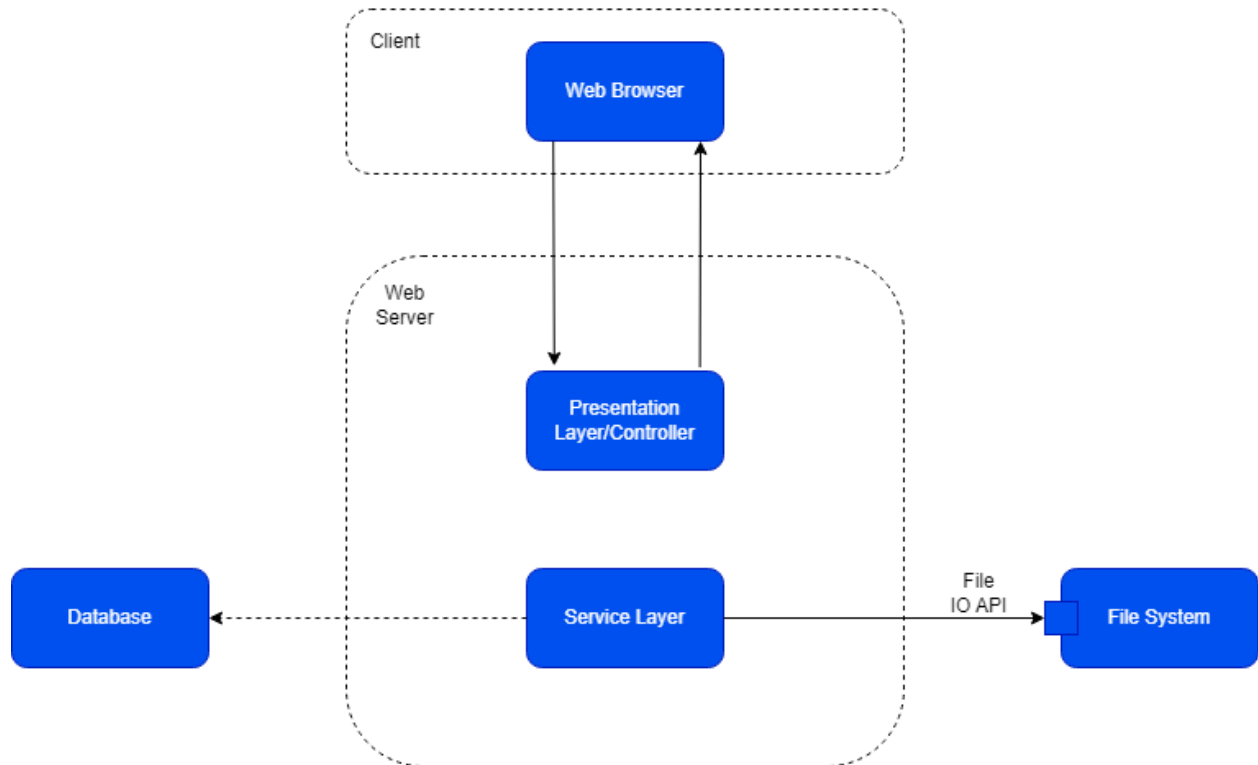 Client
Web Browser
Web
Server
Presentation
Layer/Controller
Database
Service Layer
File
IO API
File System